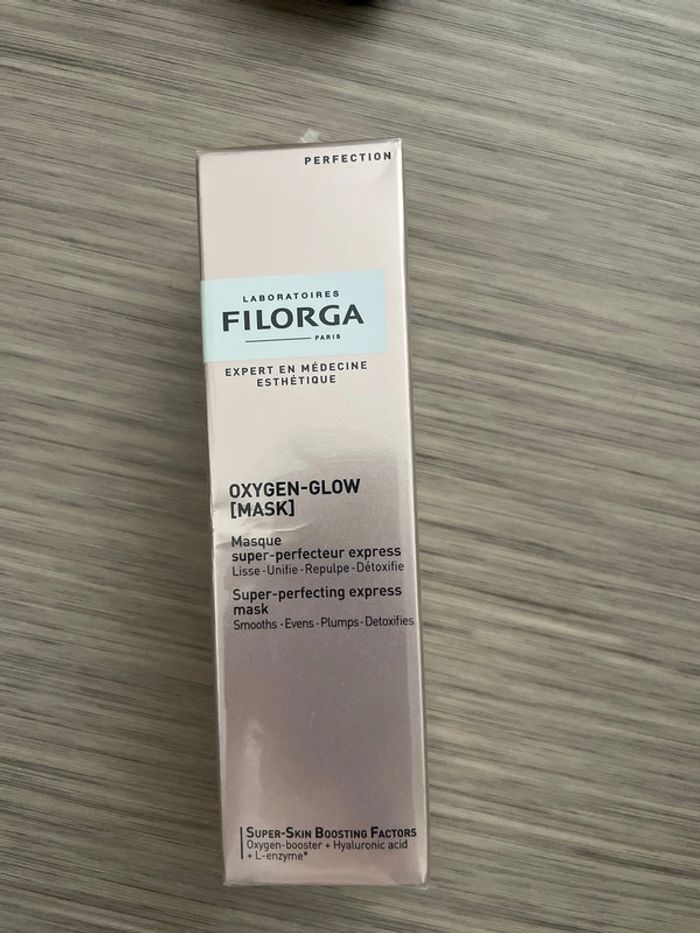 PERFECTION
LABORATOIRES
FILORGA
PARIS
EXPERT EN MÉDECINE
ESTHÉTIQUE
OXYGEN-GLOW
[MASK]
Masque
super-perfecteur express
Lisse - Unifie - Repulpe - Détoxifie
Super-perfecting express
mask
Smooths - Evens - Plumps - Detoxifies
SUPER-SKIN BOOSTING FACTORS
Oxygen-booster + Hyaluronic acid
+ L-enzyme*